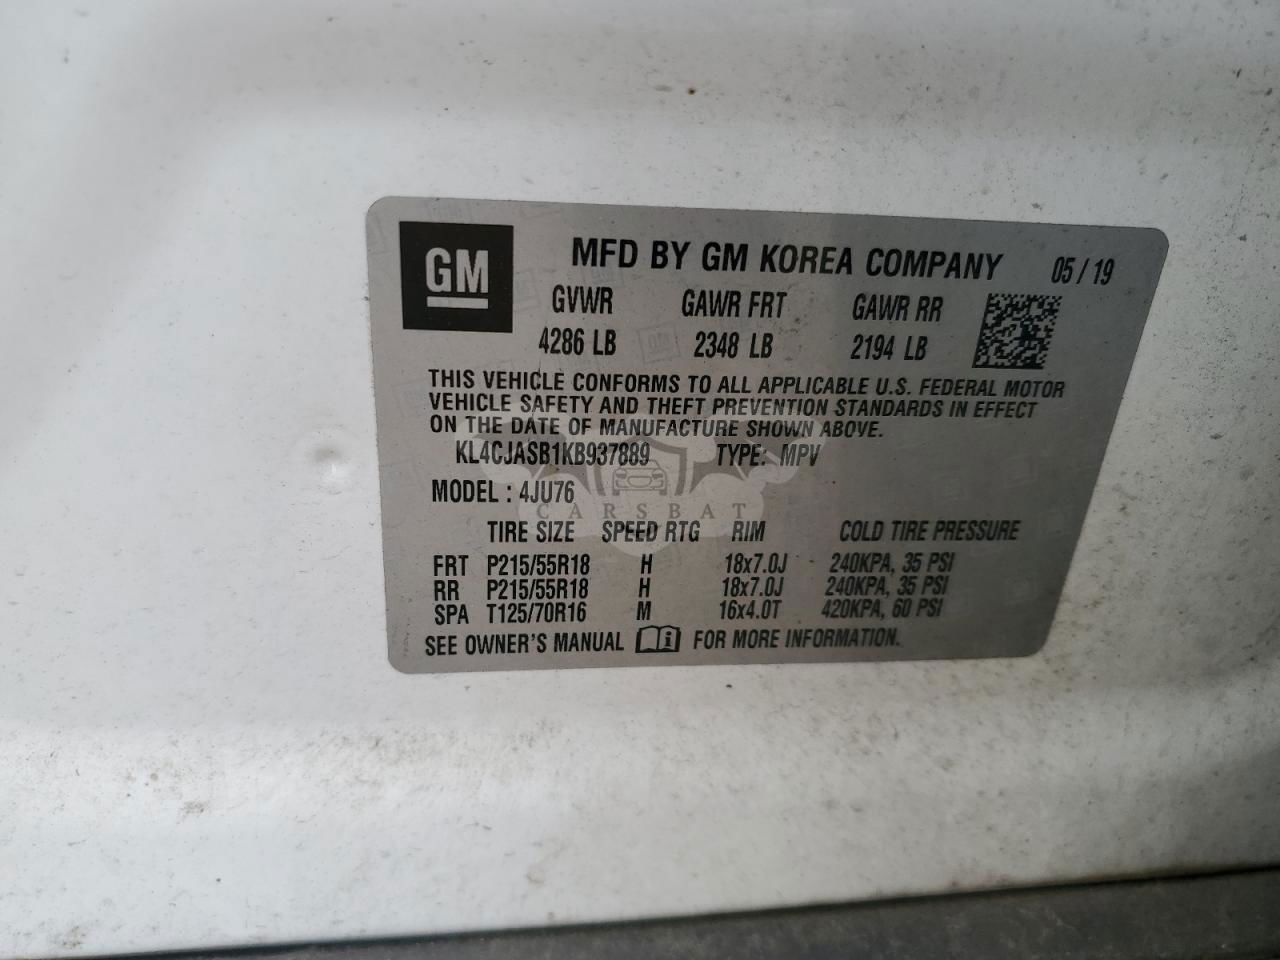 GM
MFD BY GM KOREA COMPANY 05 / 19
GVWR GAWR FRT GAWR RR
4286 LB 2348 LB 2194 LB
THIS VEHICLE CONFORMS TO ALL APPLICABLE U.S. FEDERAL MOTOR
VEHICLE SAFETY AND THEFT PREVENTION STANDARDS IN EFFECT
ON THE DATE OF MANUFACTURE SHOWN ABOVE.
KL4CJASB1KB937889 TYPE: MPV
MODEL : 4JU76
CARSBAT
TIRE SIZE SPEED RTG RIM COLD TIRE PRESSURE
FRT P215/55R18 H 18x7.0J 240KPA, 35 PSI
RR P215/55R18 H 18x7.0J 240KPA, 35 PSI
SPA T125/70R16 M 16x4.0T 420KPA, 60 PSI
SEE OWNER'S MANUAL i FOR MORE INFORMATION.